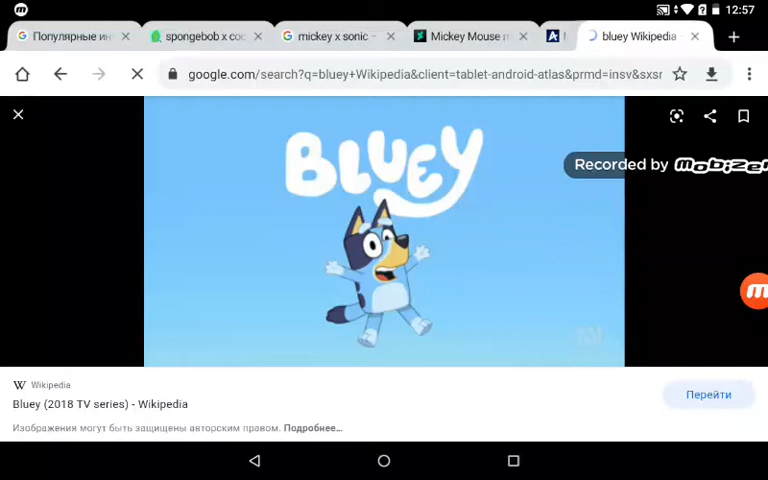 12:57
Популярные ин
spongebob x coc
mickey x sonic -
Mickey Mouse m
bluey Wikipedia
google.com/search?q=bluey+Wikipedia&client=tablet-android-atlas&prmd=insv&sxsr
BLUEY
Recorded by mobizen
W Wikipedia
Bluey (2018 TV series) - Wikipedia
Перейти
Изображения могут быть защищены авторским правом. Подробнее...